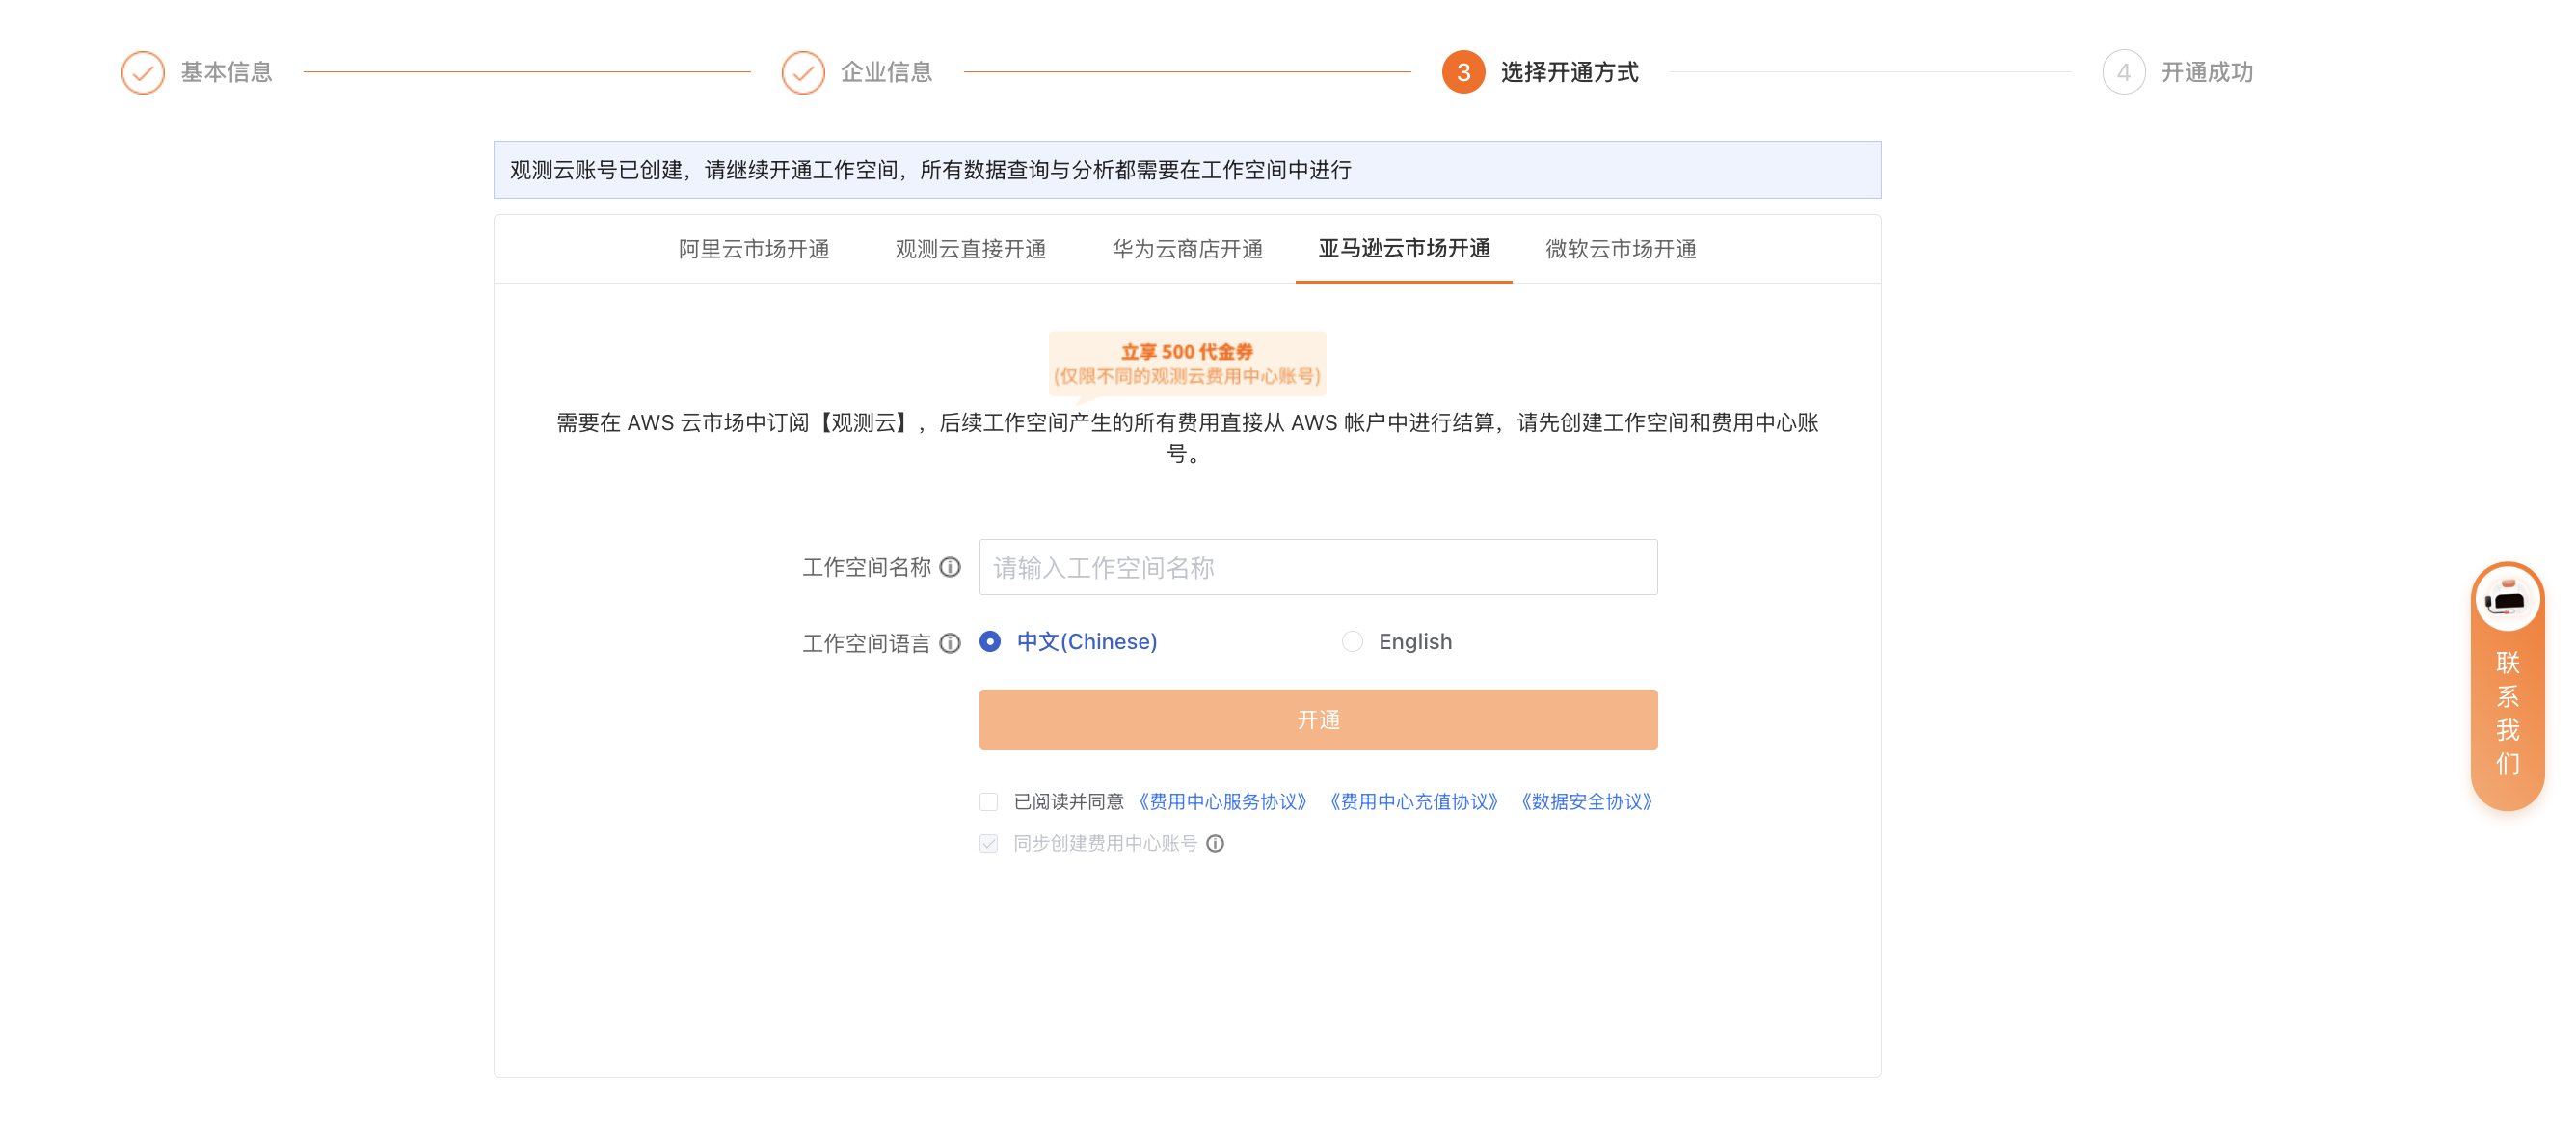 基本信息
企业信息
3 选择开通方式
4 开通成功
观测云账号已创建，请继续开通工作空间，所有数据查询与分析都需要在工作空间中进行
阿里云市场开通
观测云直接开通
华为云商店开通
亚马逊云市场开通
微软云市场开通
立享 500 代金券
(仅限不同的观测云费用中心账号)
需要在 AWS 云市场中订阅【观测云】，后续工作空间产生的所有费用直接从 AWS 帐户中进行结算，请先创建工作空间和费用中心账
号。
工作空间名称
请输入工作空间名称
工作空间语言
中文(Chinese)
English
开通
已阅读并同意 《费用中心服务协议》 《费用中心充值协议》 《数据安全协议》
同步创建费用中心账号
联系我们